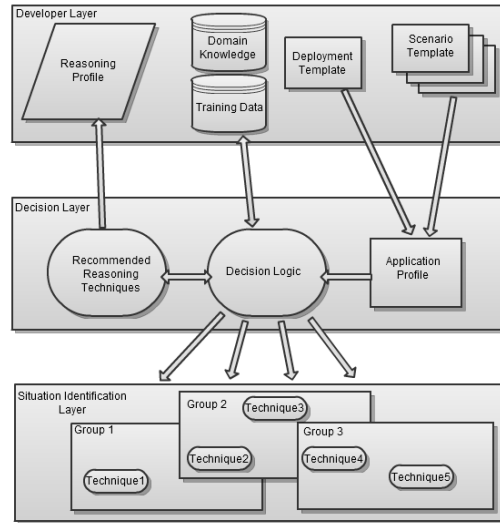 Developer Layer
Reasoning
Profile
Domain
Knowledge
Training Data
Deployment
Template
Scenario
Template
Decision Layer
Recommended
Reasoning
Techniques
Decision Logic
Application
Profile
Situation Identification
Layer
Group 1
Technique1
Group 2
Technique3
Technique2
Group 3
Technique4
Technique5